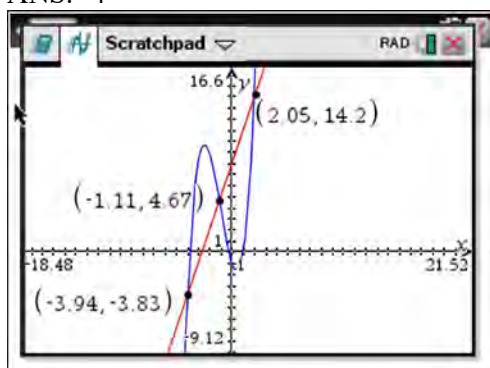 Scratchpad RAD
16.6 y
(2.05, 14.2)
(-1.11, 4.67)
1 x
-18.48 1 21.52
(-3.94, -3.83)
-9.12